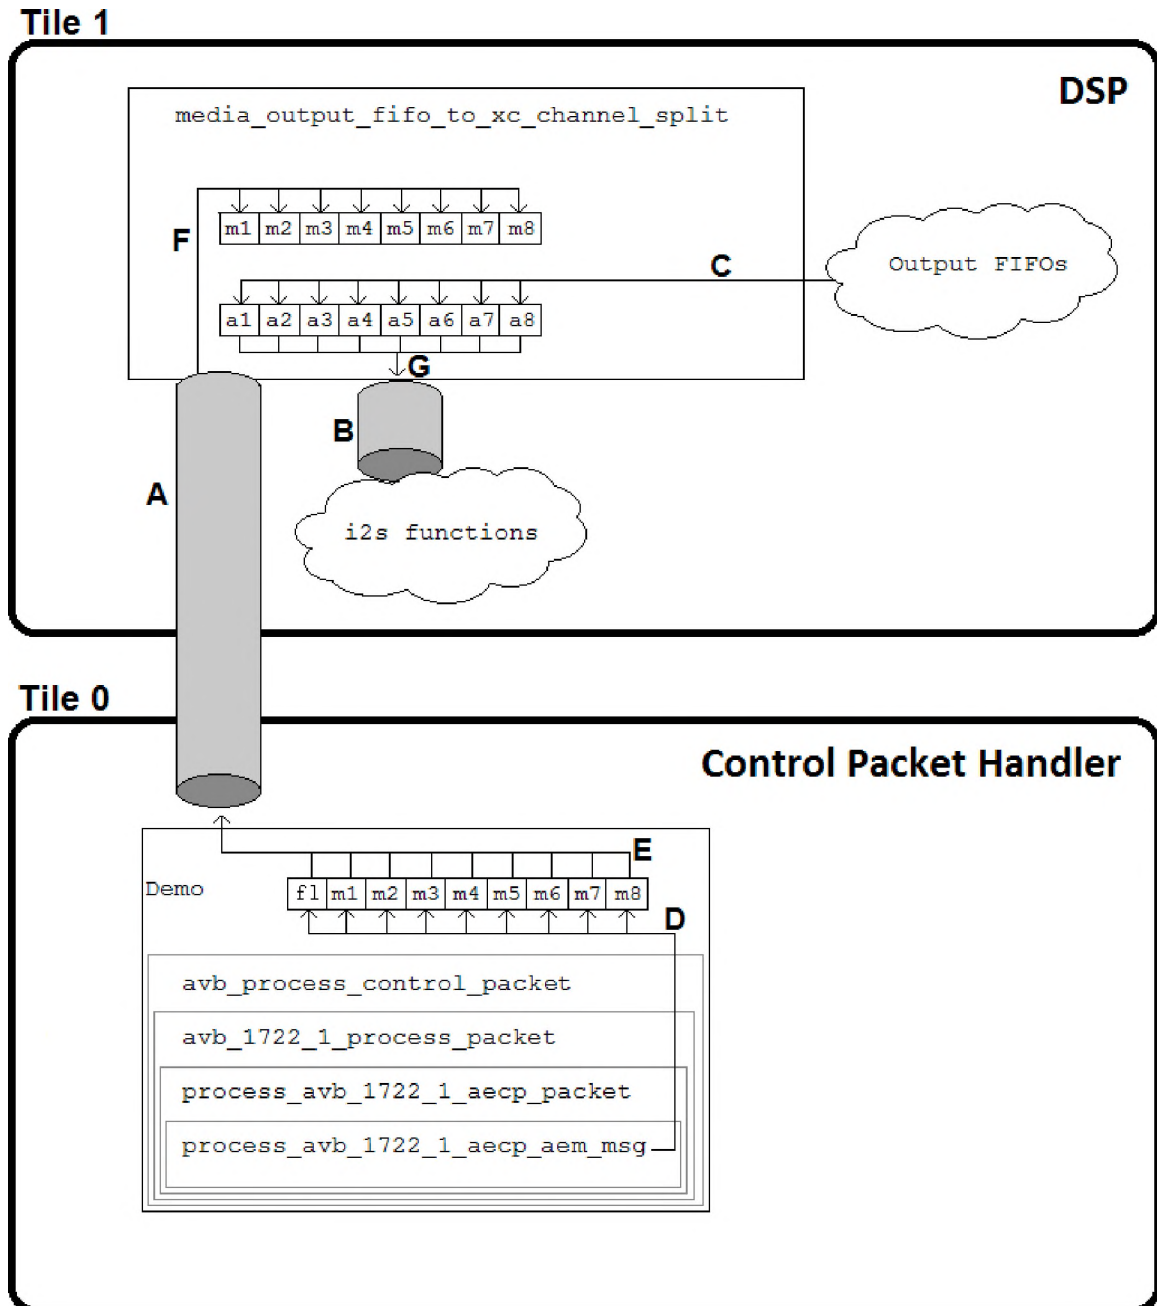 Tile 1
DSP
media_output_fifo_to_xc_channel_split
F
m1 m2 m3 m4 m5 m6 m7 m8
C
Output FIFOs
a1 a2 a3 a4 a5 a6 a7 a8
G
B
A
i2s functions
Tile 0
Control Packet Handler
E
Demo
fl m1 m2 m3 m4 m5 m6 m7 m8
D
avb_process_control_packet
avb_1722_1_process_packet
process_avb_1722_1_aecp_packet
process_avb_1722_1_aecp_aem_msg